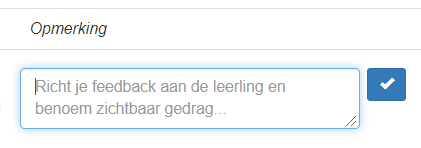 Opmerking
Richt je feedback aan de leerling en
benoem zichtbaar gedrag...